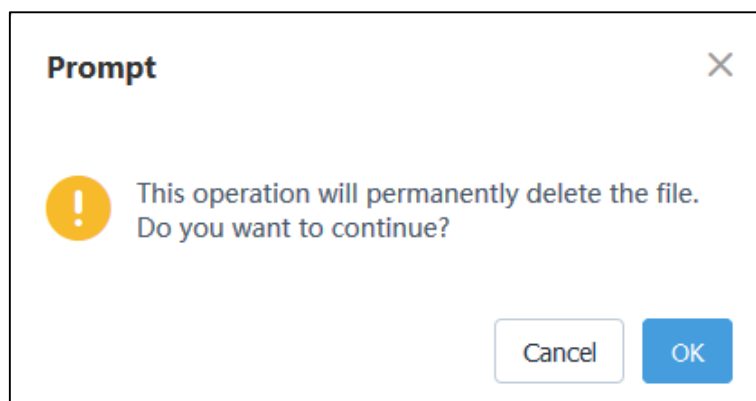 Prompt
This operation will permanently delete the file.
Do you want to continue?
Cancel OK